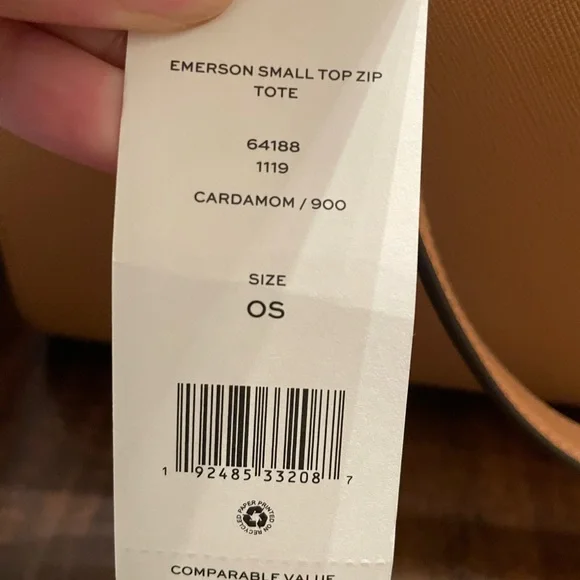 EMERSON SMALL TOP ZIP
TOTE
64188
1119
CARDAMOM / 900
SIZE
OS
1 92485 33208 7
RECYCLED PAPER PRINTED ON
COMPARABLE VALUE